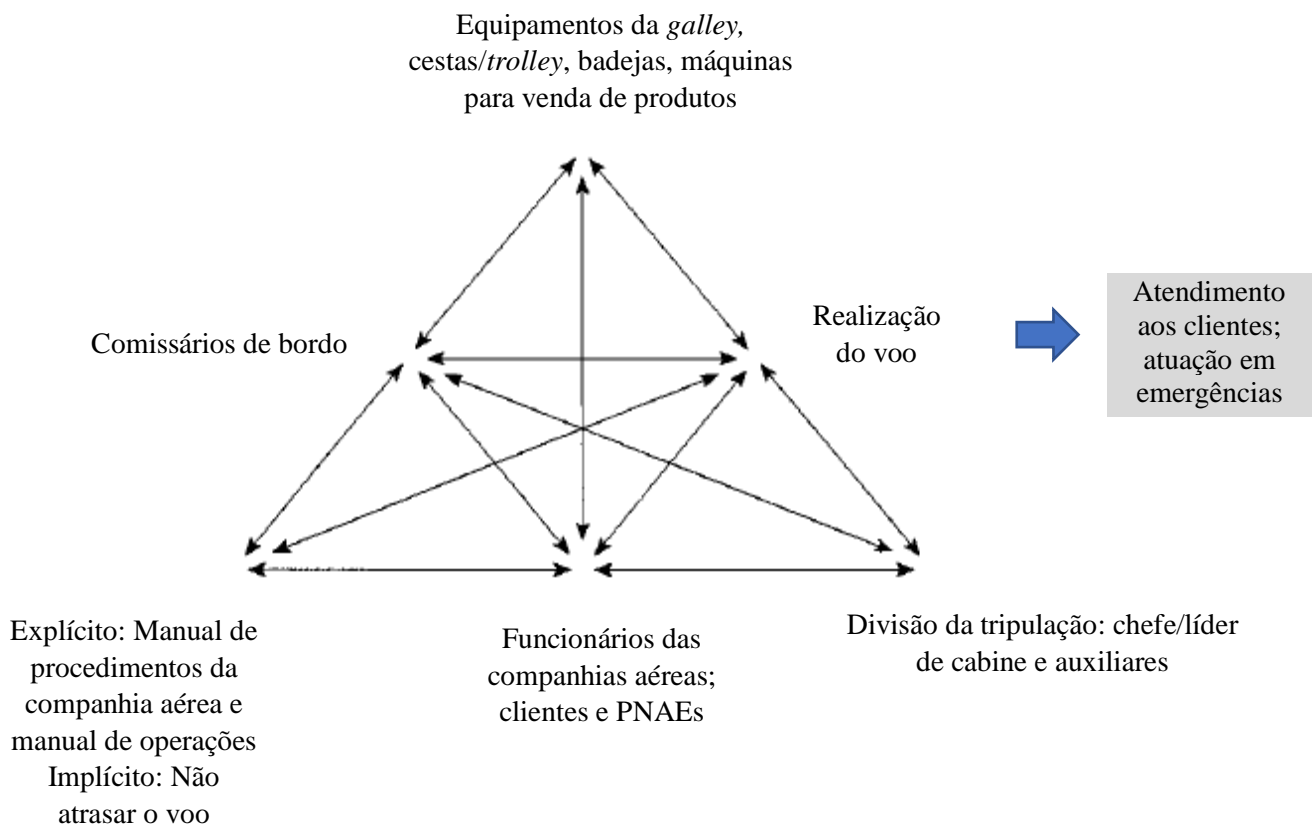 Equipamentos da galley,
cestas/trolley, badejas, máquinas
para venda de produtos
Comissários de bordo
Realização
do voo
Atendimento
aos clientes;
atuação em
emergências
Explícito: Manual de
procedimentos da
companhia aérea e
manual de operações
Implícito: Não
atrasar o voo
Funcionários das
companhias aéreas;
clientes e PNAEs
Divisão da tripulação: chefe/líder
de cabine e auxiliares